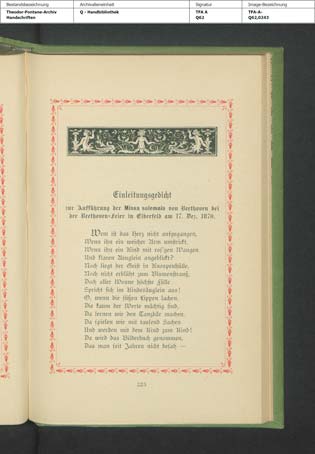 Bestandsbezeichnung Archivalieneinheit Signatur Image-Bezeichnung
Theodor-Fontane-Archiv Q - Handbibliothek TFA A TFA-A-
Handschriften Q62 Q62,0243
Einleitungsgedicht
zur Aufführung der Missa solemnis von Beethoven bei
der Beethoven-Feier in Elberfeld am 17. Dez. 1870.
Wem ist das Herz nicht aufgegangen,
Wenn ihn ein weicher Arm umstrickt,
Wenn ihn ein Kind mit ros'gen Wangen
Und klaren Äuglein angeblickt?
Noch liegt der Geist in Knospenhülle,
Noch nicht erblüht zum Blumenstrauß,
Doch aller Wonne höchste Fülle
Spricht sich im Kinderäuglein aus!
O, wenn die süßen Lippen lachen,
Da kann der Worte mächtig sind,
Da lernen wir den Tanzbär machen,
Da spielen wir mit tausend Sachen
Und werden mit dem Kind zum Kind!
Da wird das Bilderbuch genommen,
Das man seit Jahren nicht besah —
223